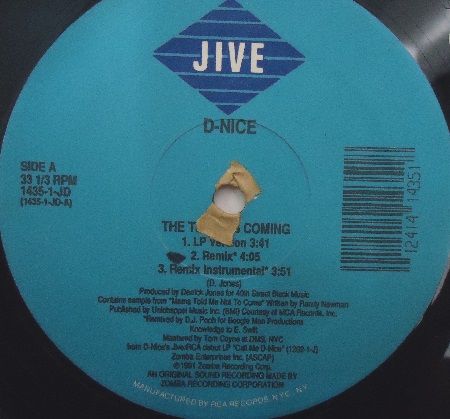 JIVE
D-NICE
SIDE A
33 1/3 RPM
1435-1-JD
(1435-1-JD-A)
12414 14351
THE COMING
1. LP Version 3:41
2. Remix* 4:05
3. Remix Instrumental* 3:51
(D. Jones)
Produced by Derrick Jones for 40th Street Black Music
Contains sample from "Mama Told Me Not To Come" Written by Randy Newman
Published by Unichappel Music Inc. (BMI) Courtesy of MCA Records, Inc.
*Remixed by D.J. Pooh for Boogie Man Productions
Knowledge to E. Swift
Mastered by Tom Coyne at DMS, NYC
from D-Nice's Jive/RCA debut LP "Call Me D-Nice" (1202-1-J)
Zomba Enterprises Inc. (ASCAP)
℗ 1991 Zomba Recording Corp.
AN ORIGINAL SOUND RECORDING MADE BY
ZOMBA RECORDING CORPORATION
MANUFACTURED BY RCA RECORDS, NYC, N.Y.